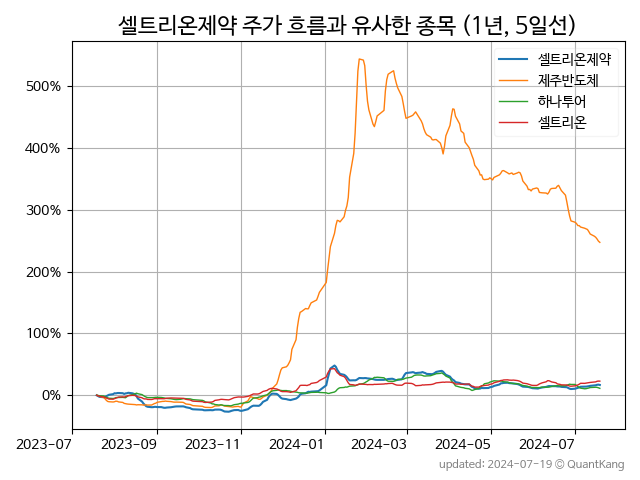 셀트리온제약 주가 흐름과 유사한 종목 (1년, 5일선)
셀트리온제약
제주반도체
하나투어
셀트리온
500%
400%
300%
200%
100%
0%
2023-07 2023-09 2023-11 2024-01 2024-03 2024-05 2024-07
updated: 2024-07-19 @ QuantKang